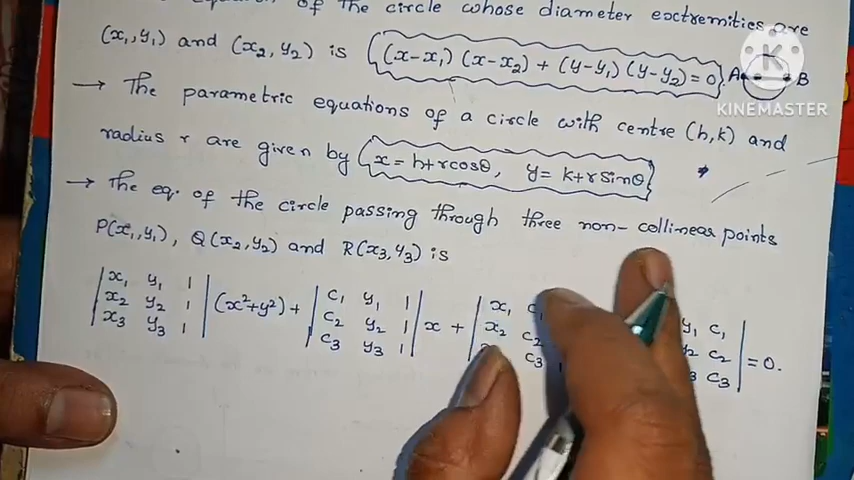 equation of the circle whose diameter exctremities are
(x₁, y₁) and (x₂, y₂) is (x-x₁) (x-x₂) + (y-y₁) (y-y₂) = 0. A B
KINEMASTER
→ The parametric equations of a circle with centre (h, k) and
radius r are given by x = h+rcosθ, y = k+rsinθ
→ The eq. of the circle passing through three non-collinear points
P(x₁, y₁), Q(x₂, y₂) and R(x₃, y₃) is
|x₁ y₁ 1| |c₁ y₁ 1| |x₁ c₁ y₁ c₁|
|x₂ y₂ 1| (x²+y²) + |c₂ y₂ 1| x + |x₂ c₂ y₂ c₂| = 0.
|x₃ y₃ 1| |c₃ y₃ 1| c₃ c₃|